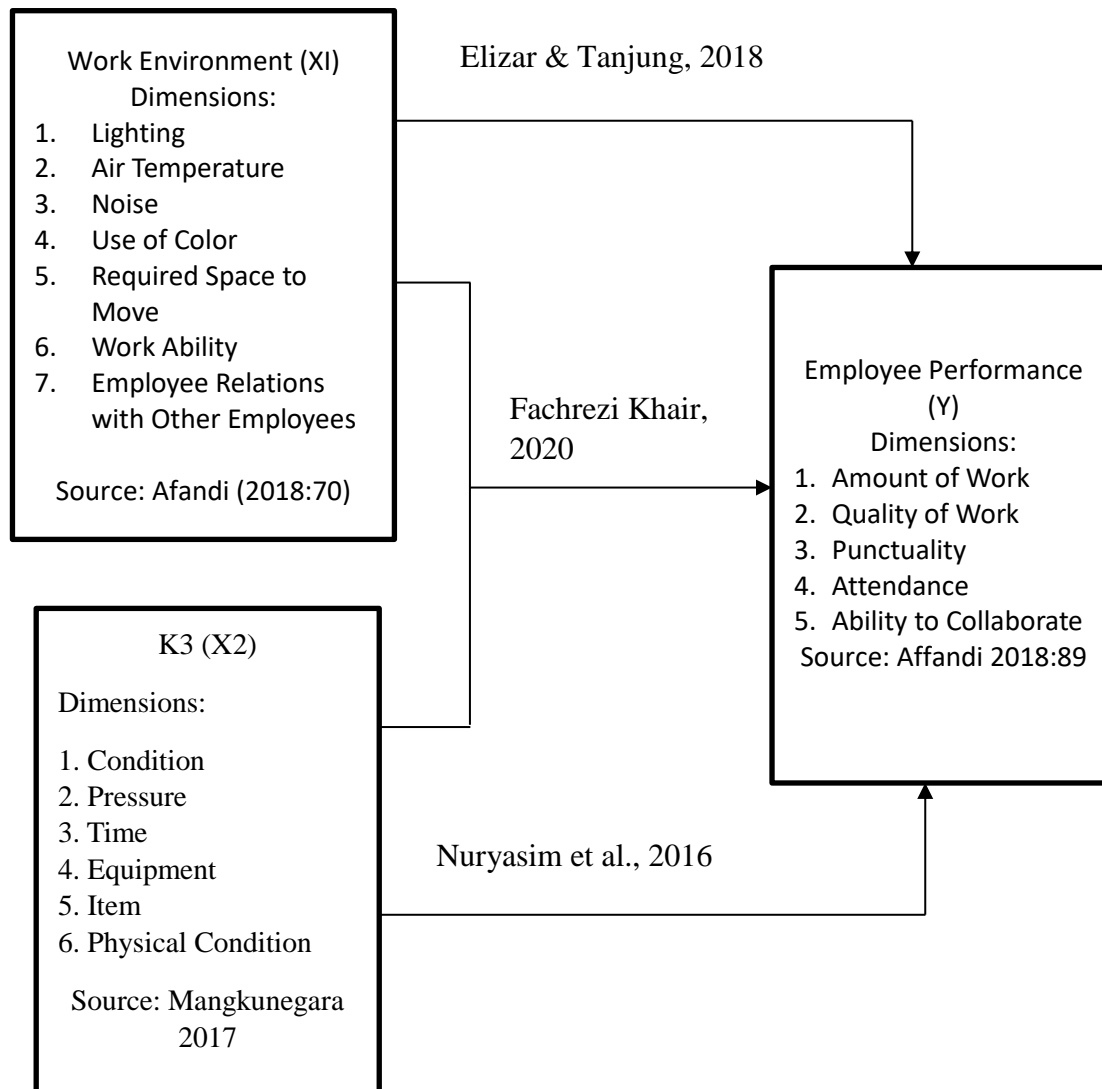 Work Environment (XI)
Dimensions:
1. Lighting
2. Air Temperature
3. Noise
4. Use of Color
5. Required Space to
Move
6. Work Ability
7. Employee Relations
with Other Employees
Source: Afandi (2018:70)
Elizar & Tanjung, 2018
Fachrezi Khair,
2020
Employee Performance
(Y)
Dimensions:
1. Amount of Work
2. Quality of Work
3. Punctuality
4. Attendance
5. Ability to Collaborate
Source: Affandi 2018:89
K3 (X2)
Dimensions:
1. Condition
2. Pressure
3. Time
4. Equipment
5. Item
6. Physical Condition
Source: Mangkunegara
2017
Nuryasim et al., 2016